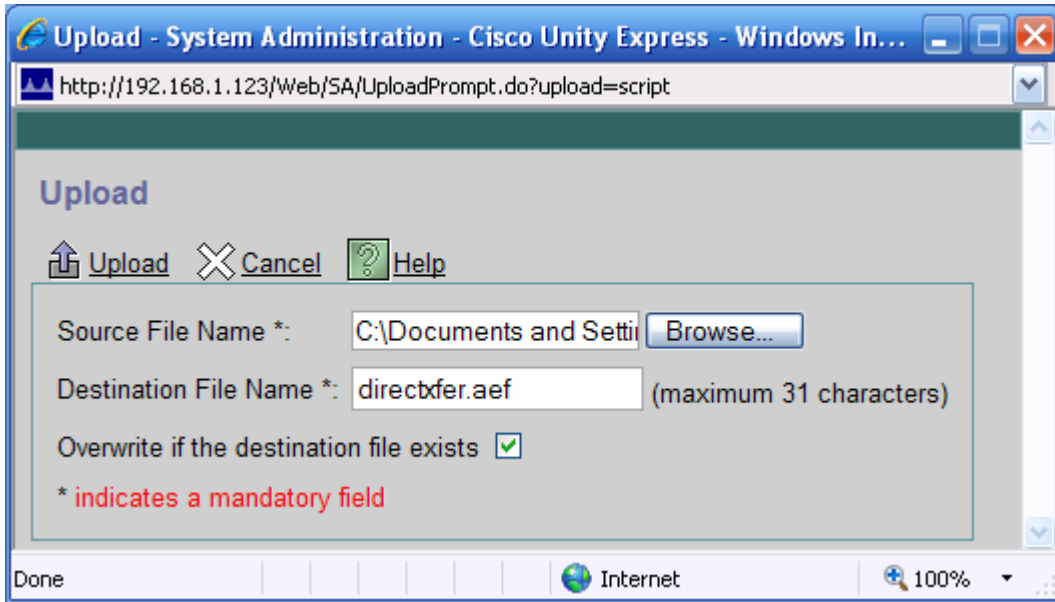 Upload - System Administration - Cisco Unity Express - Windows In...
http://192.168.1.123/Web/SA/UploadPrompt.do?upload=script
Upload
Upload Cancel ? Help
Source File Name *: C:\Documents and Settin Browse...
Destination File Name *: directxfer.aef (maximum 31 characters)
Overwrite if the destination file exists
* indicates a mandatory field
Done Internet 100%